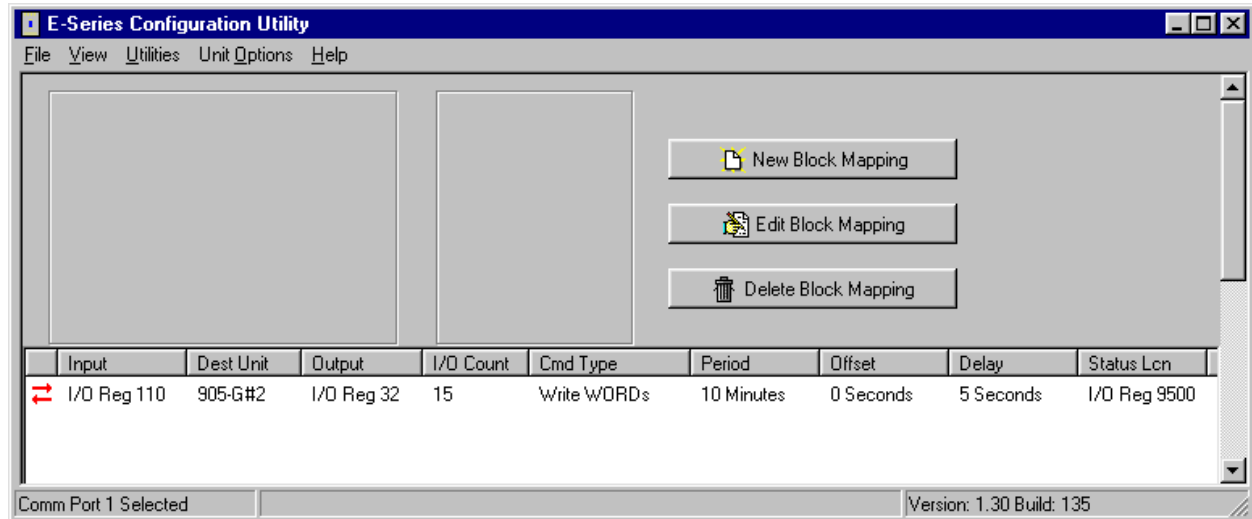 E-Series Configuration Utility
File View Utilities Unit Options Help
New Block Mapping
Edit Block Mapping
Delete Block Mapping
Input Dest Unit Output I/O Count Cmd Type Period Offset Delay Status Lcn
I/O Reg 110 905-G#2 I/O Reg 32 15 Write WORDs 10 Minutes 0 Seconds 5 Seconds I/O Reg 9500
Comm Port 1 Selected Version: 1.30 Build: 135